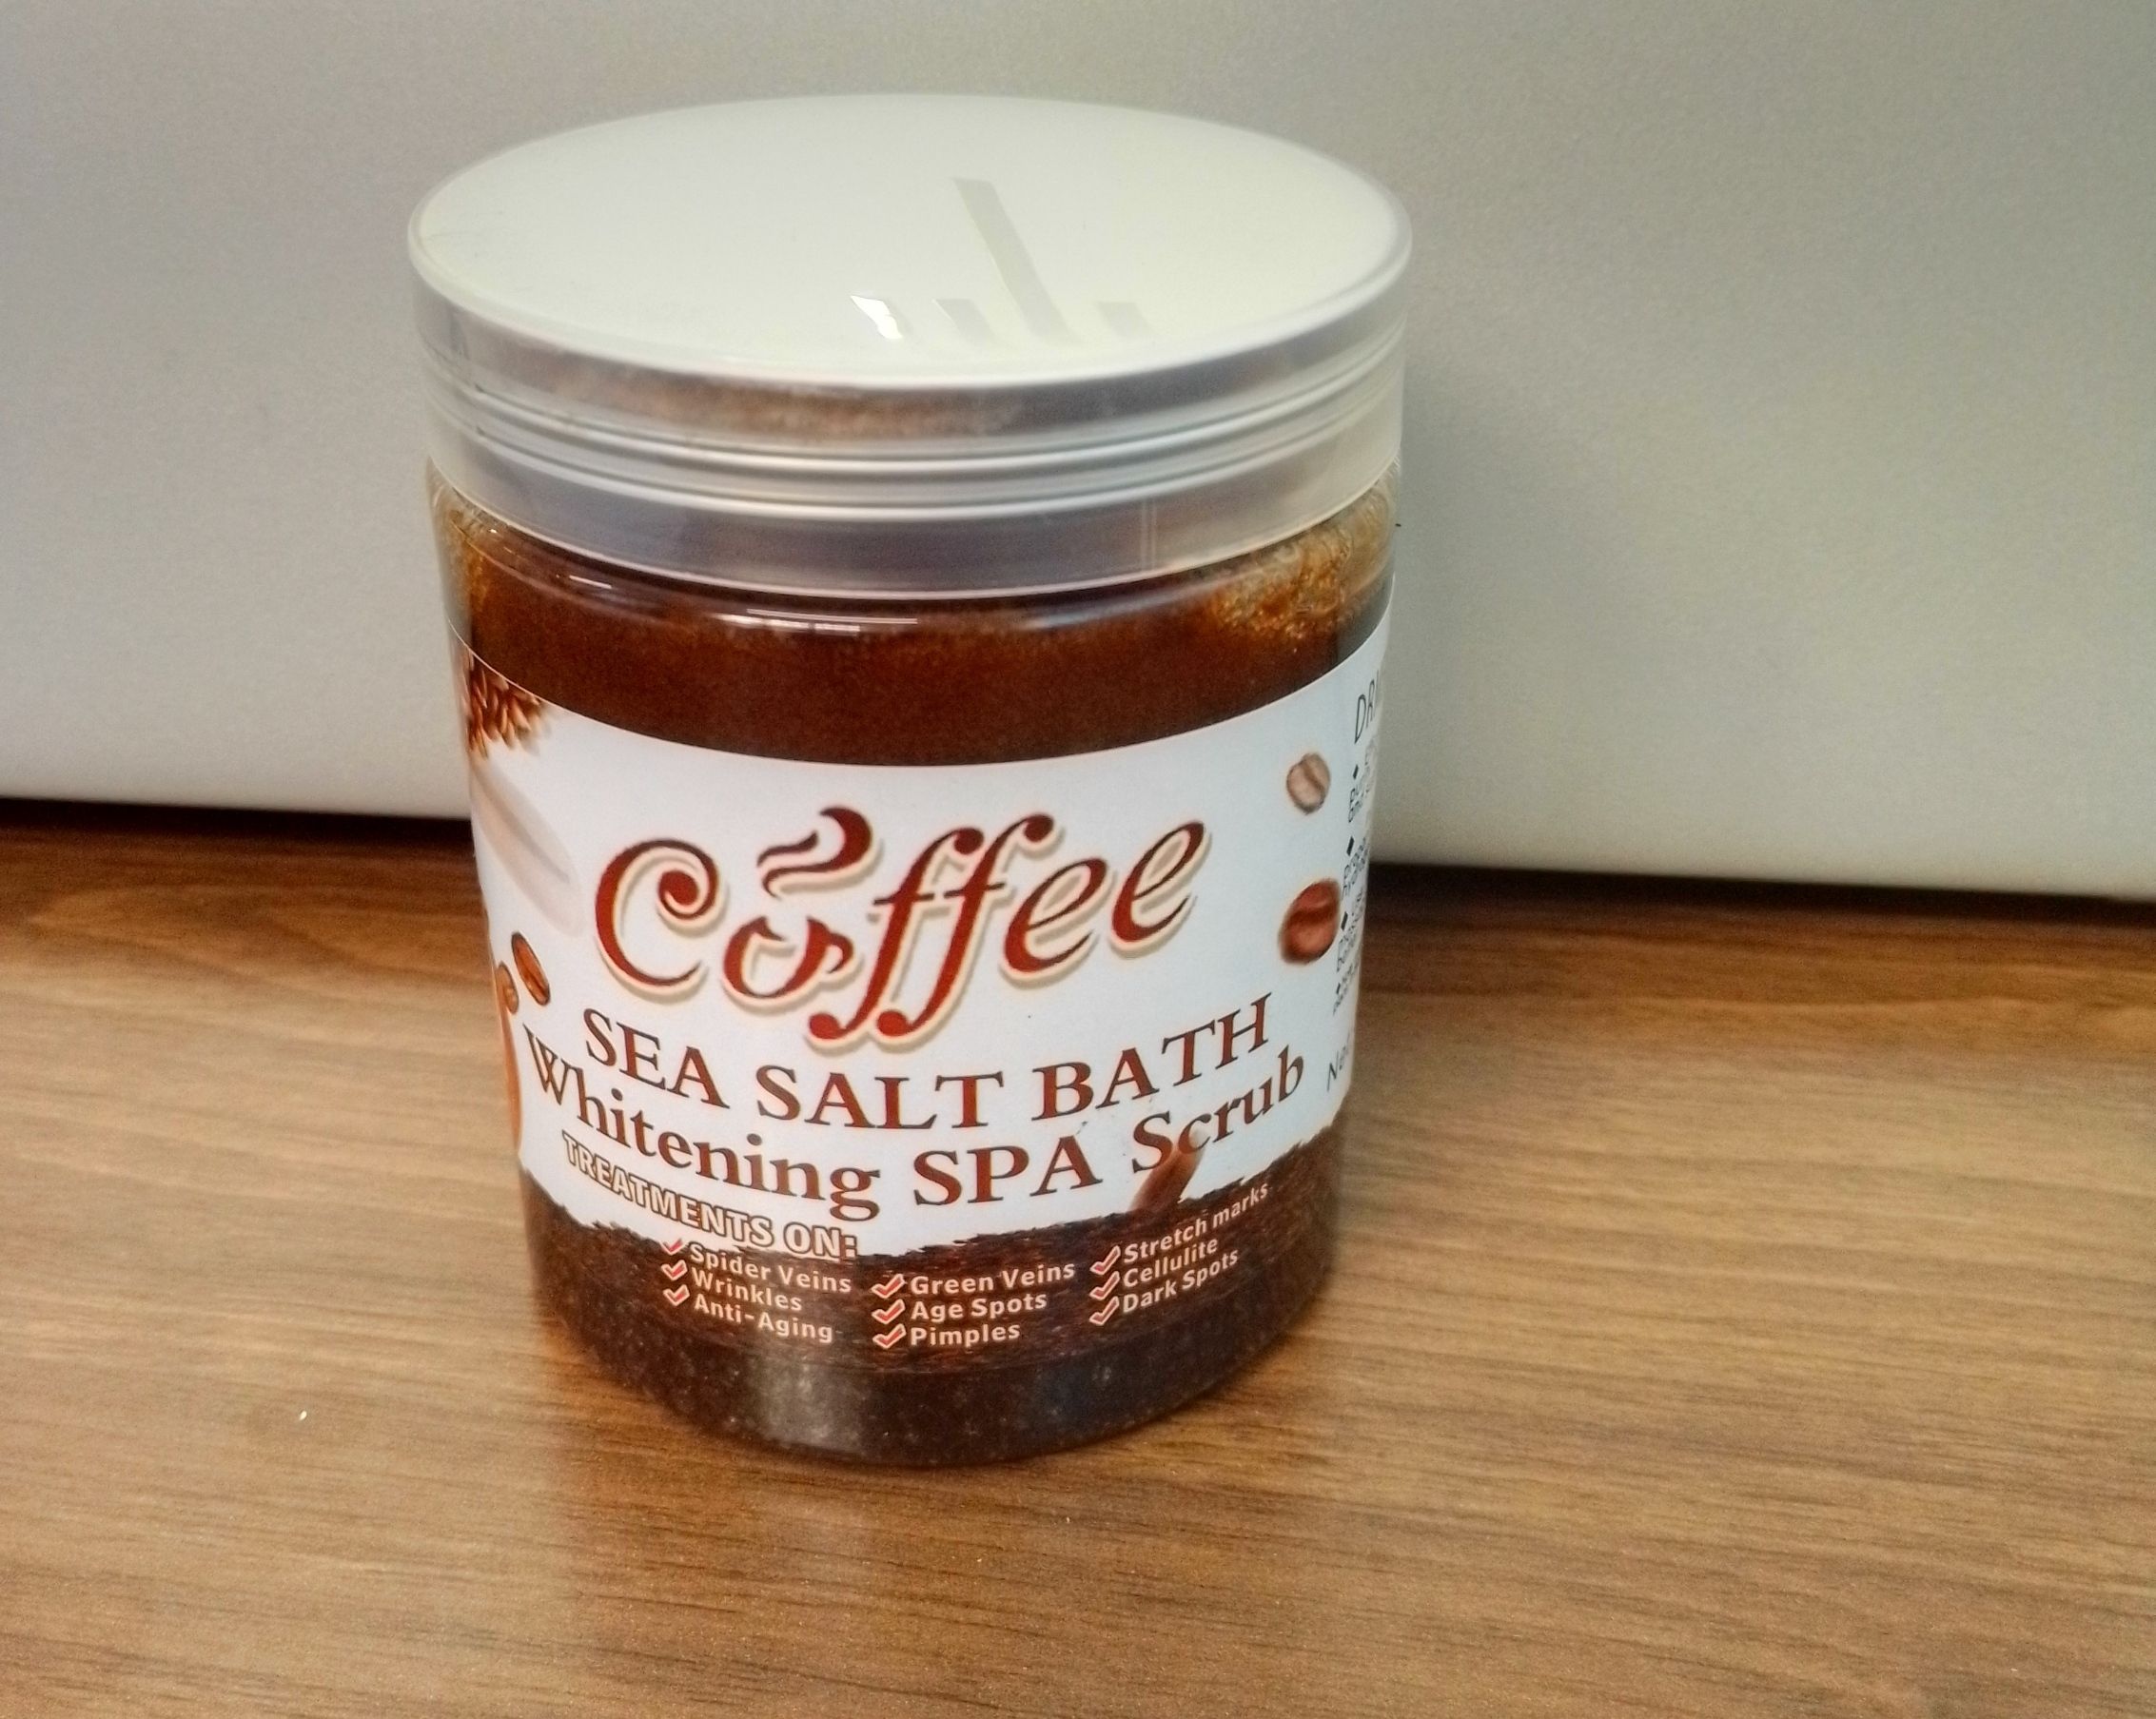 Coffee
SEA SALT BATH
Whitening SPA Scrub
TREATMENTS ON:
Spider Veins
Wrinkles
Anti-Aging
Green Veins
Age Spots
Pimples
Stretch marks
Cellulite
Dark Spots